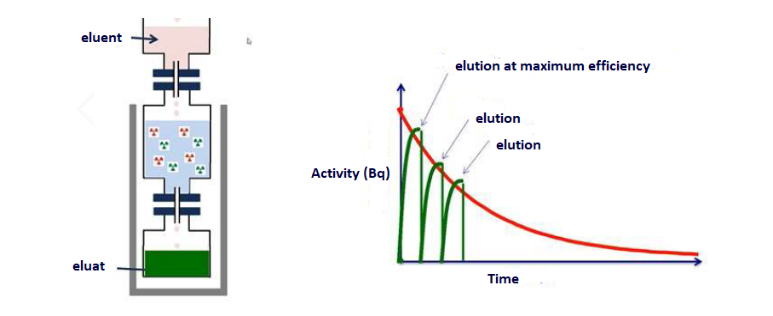 eluent
eluat
elution at maximum efficiency
elution
elution
Activity (Bq)
Time